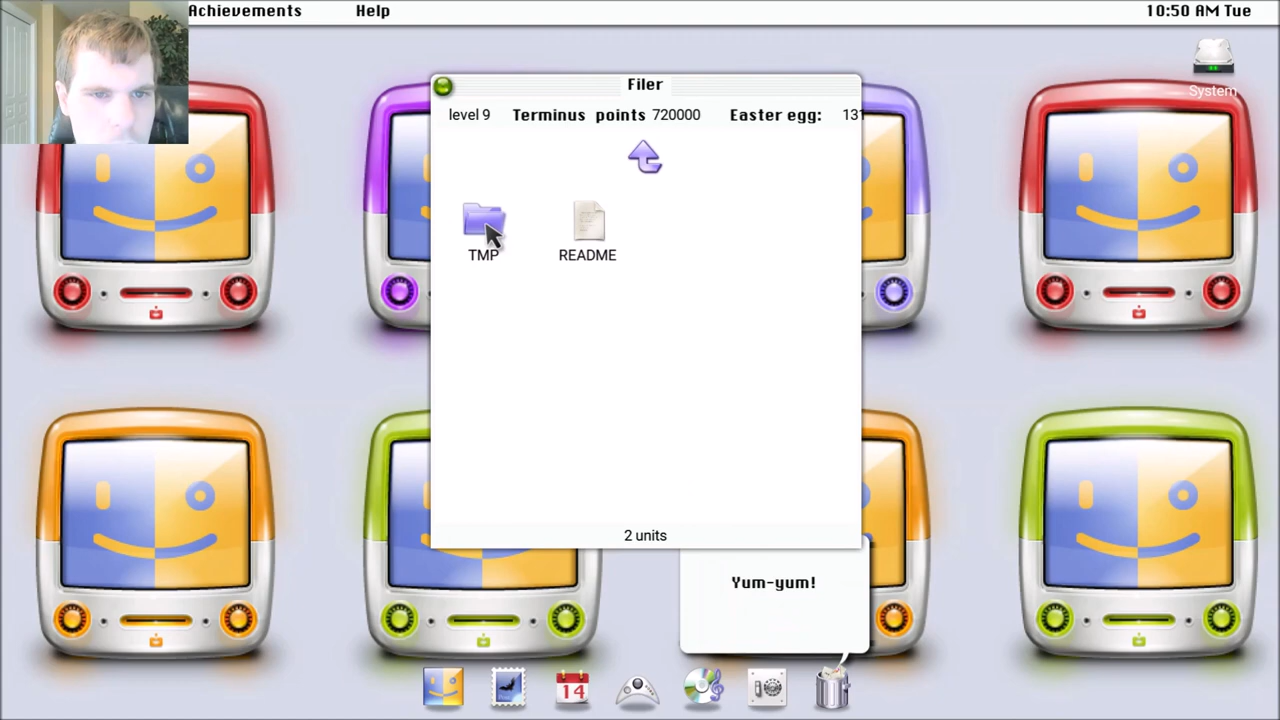 Achievements Help 10:50 AM Tue
System
Filer
level 9 Terminus points 720000 Easter egg: 131
TMP README
2 units
Yum-yum!
14